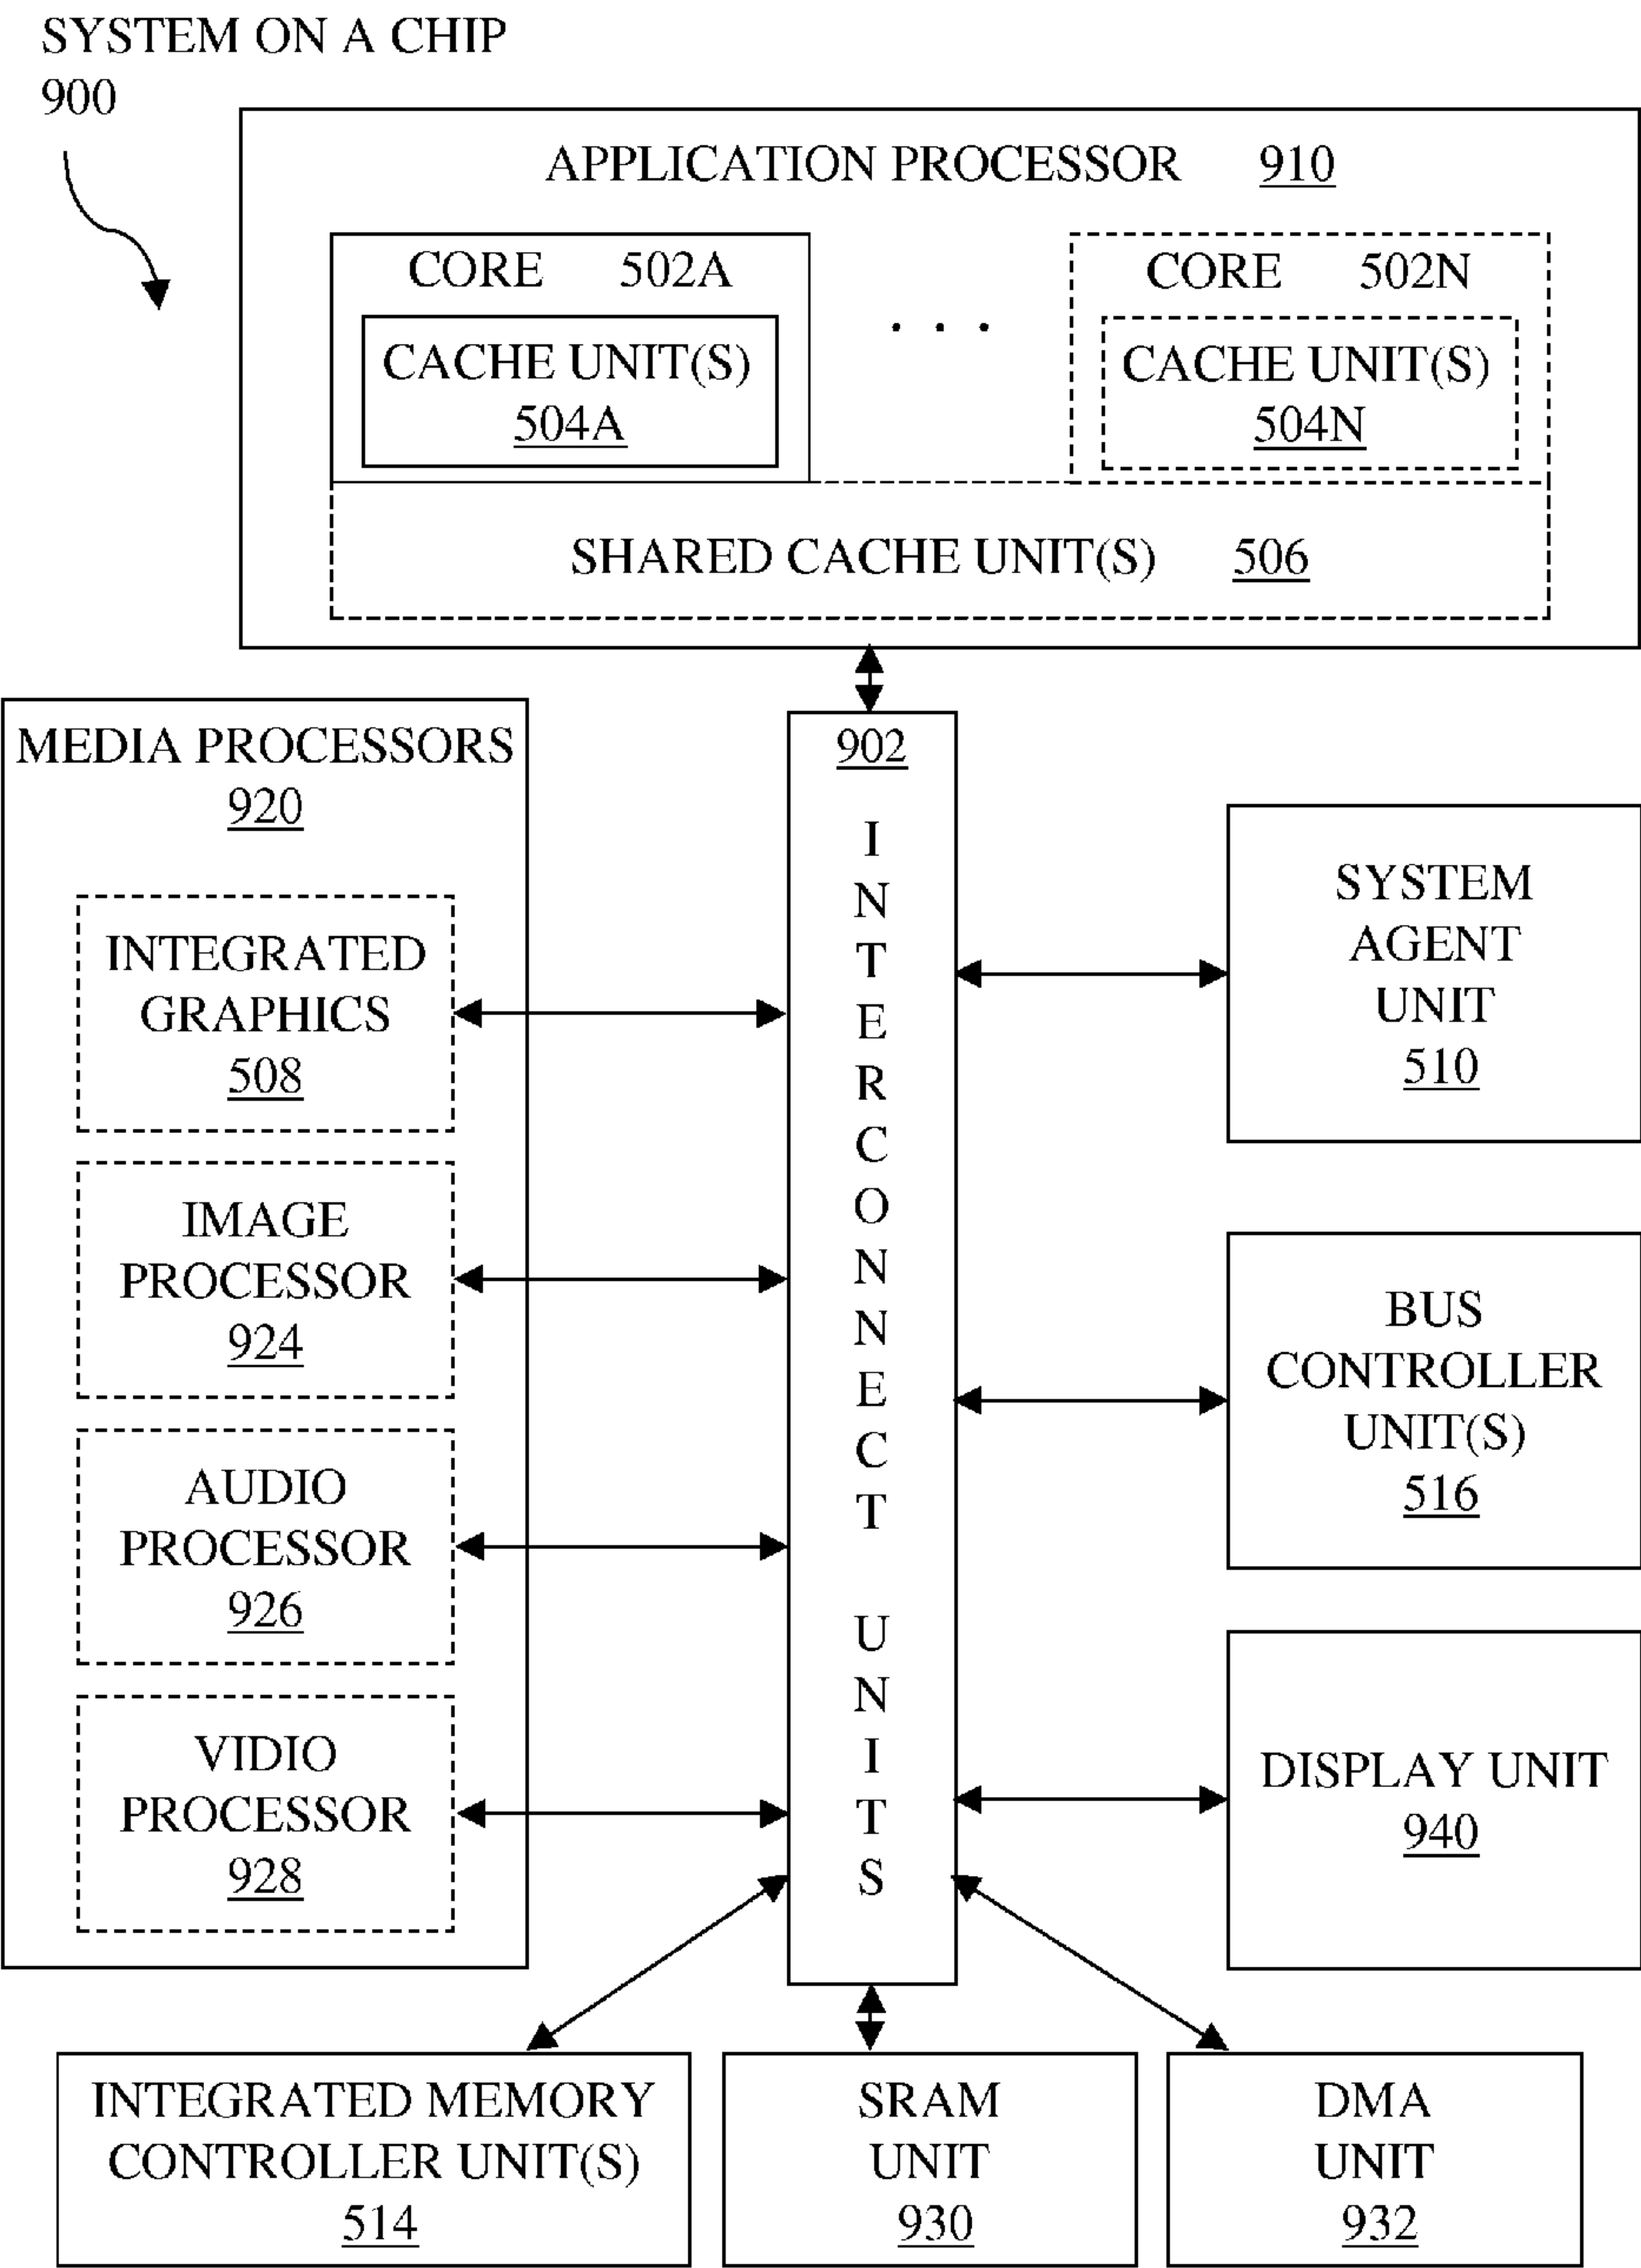 SYSTEM ON A CHIP
900
APPLICATION PROCESSOR 910
CORE 502A
CACHE UNIT(S)
504A
. . .
CORE 502N
CACHE UNIT(S)
504N
SHARED CACHE UNIT(S) 506
MEDIA PROCESSORS
920
INTEGRATED
GRAPHICS
508
IMAGE
PROCESSOR
924
AUDIO
PROCESSOR
926
VIDIO
PROCESSOR
928
902
INTERCONNECT UNITS
SYSTEM
AGENT
UNIT
510
BUS
CONTROLLER
UNIT(S)
516
DISPLAY UNIT
940
INTEGRATED MEMORY
CONTROLLER UNIT(S)
514
SRAM
UNIT
930
DMA
UNIT
932